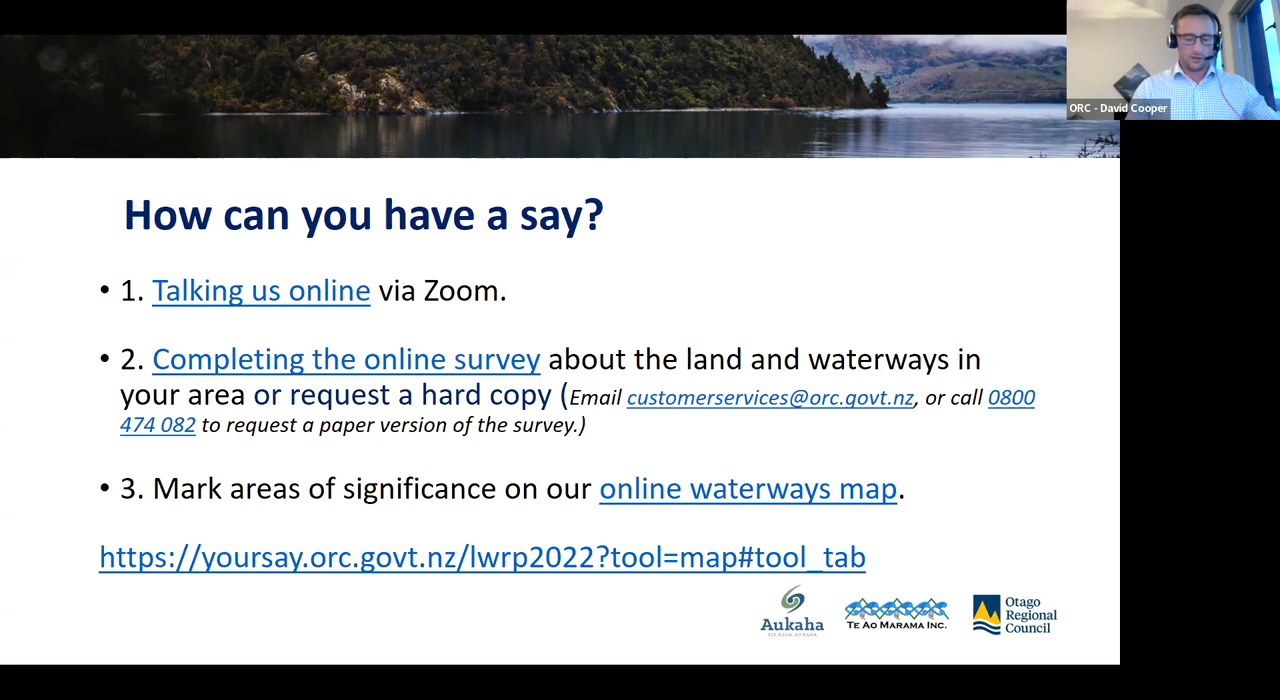 ORC - David Cooper
How can you have a say?
• 1. Talking us online via Zoom.
• 2. Completing the online survey about the land and waterways in
your area or request a hard copy (Email customerservices@orc.govt.nz, or call 0800
474 082 to request a paper version of the survey.)
• 3. Mark areas of significance on our online waterways map.
https://yoursay.orc.govt.nz/lwrp2022?tool=map#tool_tab
Aukaha
TE AO MARAMA INC.
Otago
Regional
Council